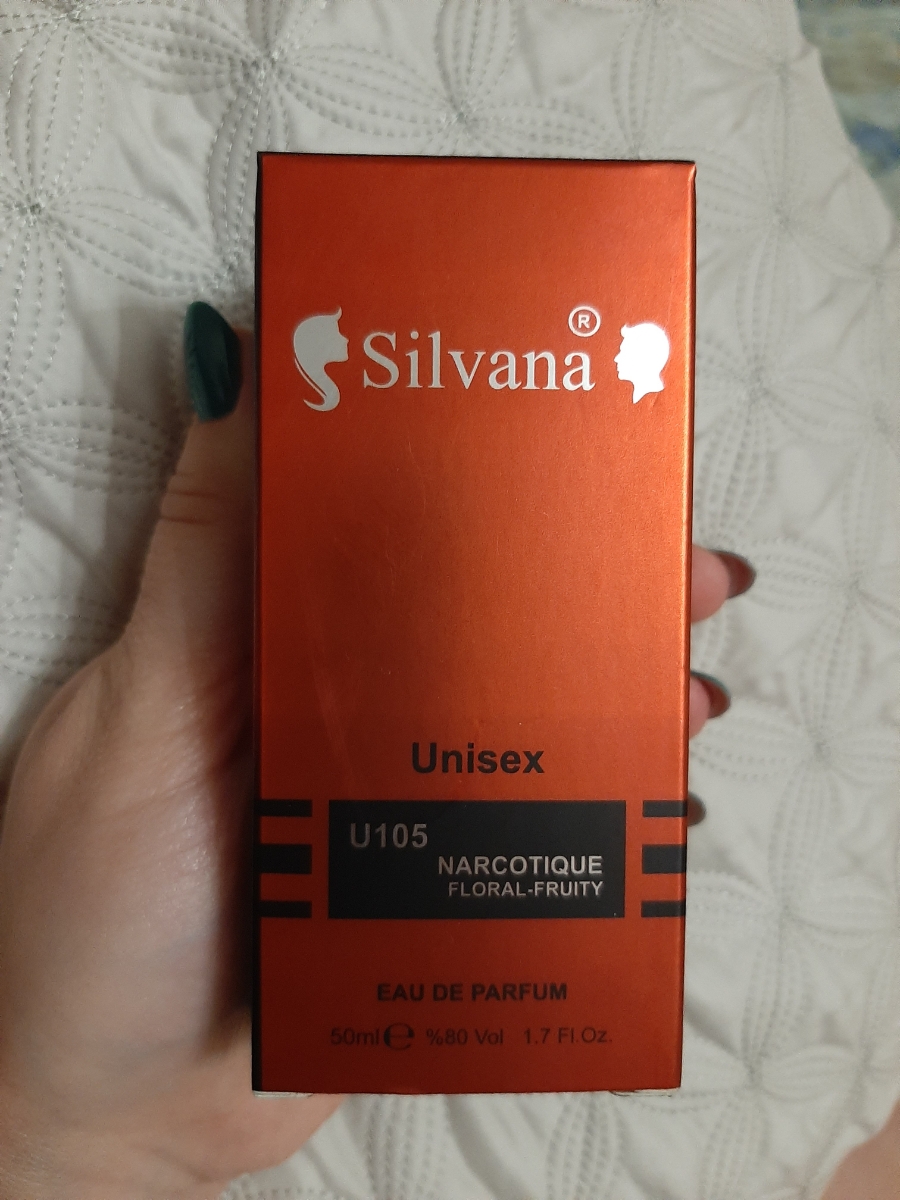 Silvana®
Unisex
U105
NARCOTIQUE
FLORAL-FRUITY
EAU DE PARFUM
50ml ℮ %80 Vol 1.7 Fl.Oz.